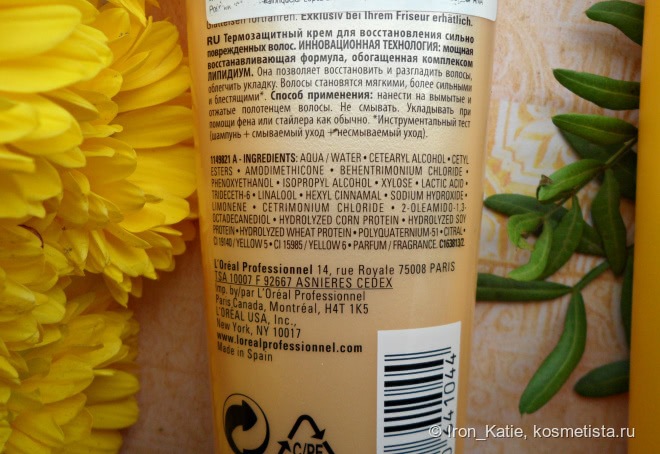 Glätteisen fortfahren. Exklusiv bei Ihrem Friseur erhätlich.
RU Термозащитный крем для восстановления сильно
поврежденных волос. ИННОВАЦИОННАЯ ТЕХНОЛОГИЯ: мощная
восстанавливающая формула, обогащенная комплексом
ЛИПИДИУМ. Она позволяет восстановить и разгладить волосы,
облегчить укладку. Волосы становятся мягкими, более сильными
и блестящими*. Способ применения: нанести на вымытые и
отжатые полотенцем волосы. Не смывать. Укладывать при
помощи фена или стайлера как обычно. *Инструментальный тест
(шампунь + смываемый уход + несмываемый уход).
1149821 A - INGREDIENTS: AQUA / WATER • CETEARYL ALCOHOL • CETYL
ESTERS • AMODIMETHICONE • BEHENTRIMONIUM CHLORIDE •
PHENOXYETHANOL • ISOPROPYL ALCOHOL • XYLOSE • LACTIC ACID •
TRIDECETH-6 • LINALOOL • HEXYL CINNAMAL • SODIUM HYDROXIDE •
LIMONENE • CETRIMONIUM CHLORIDE • 2-OLEAMIDO-1,3-
OCTADECANEDIOL • HYDROLYZED CORN PROTEIN • HYDROLYZED SOY
PROTEIN • HYDROLYZED WHEAT PROTEIN • POLYQUATERNIUM-51 • CITRAL •
CI 19140 / YELLOW 5 • CI 15985 / YELLOW 6 • PARFUM / FRAGRANCE. C163813/2.
L'Oréal Professionnel 14, rue Royale 75008 PARIS
TSA 10007 F 92667 ASNIERES CEDEX
Imp. by/par L'Oréal Professionnel
Paris, Canada, Montréal, H4T 1K5
L'ORÉAL USA, Inc.,
New York, NY 10017
www.lorealprofessionnel.com
Made in Spain
41044
C/PE
© Iron_Katie, kosmetista.ru